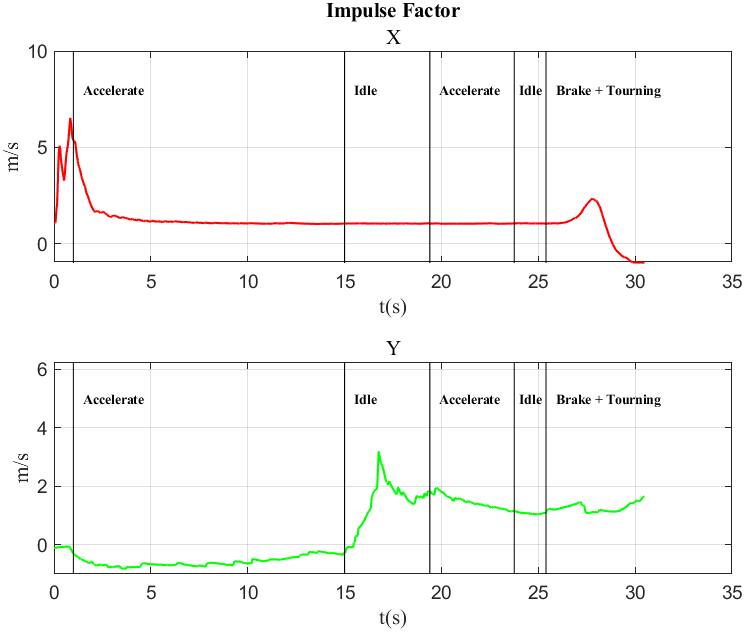 Impulse Factor
X
10
5
0
m/s
Accelerate Idle Accelerate Idle Brake + Tourning
0 5 10 15 20 25 30 35
t(s)
Y
6
4
2
0
m/s
Accelerate Idle Accelerate Idle Brake + Tourning
0 5 10 15 20 25 30 35
t(s)